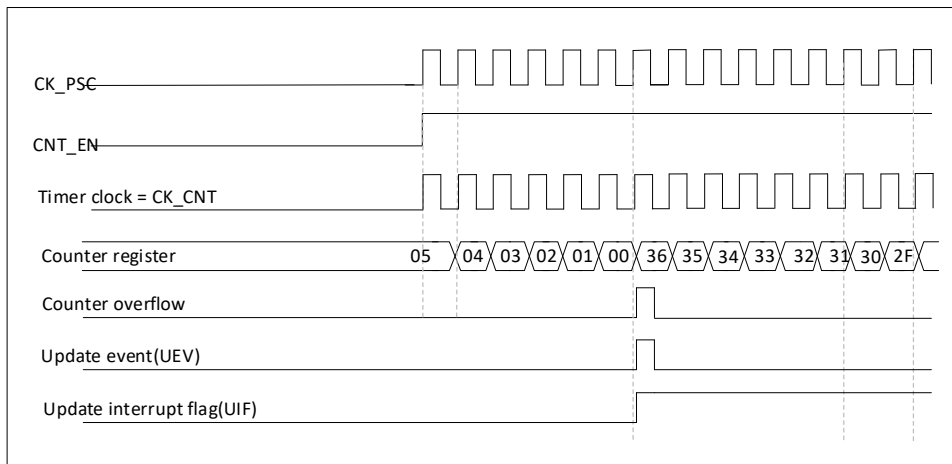 CK_PSC
CNT_EN
Timer clock = CK_CNT
Counter register 05 04 03 02 01 00 36 35 34 33 32 31 30 2F
Counter overflow
Update event(UEV)
Update interrupt flag(UIF)